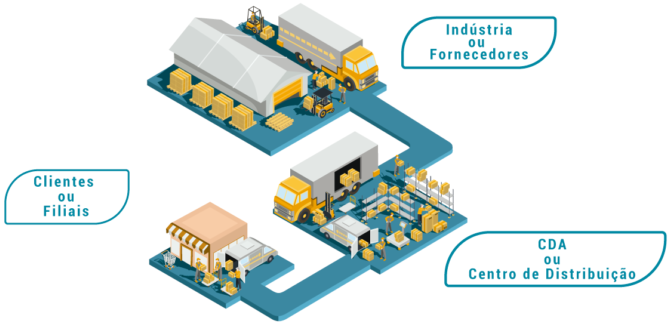 Indústria
ou
Fornecedores
Clientes
ou
Filiais
CDA
ou
Centro de Distribuição